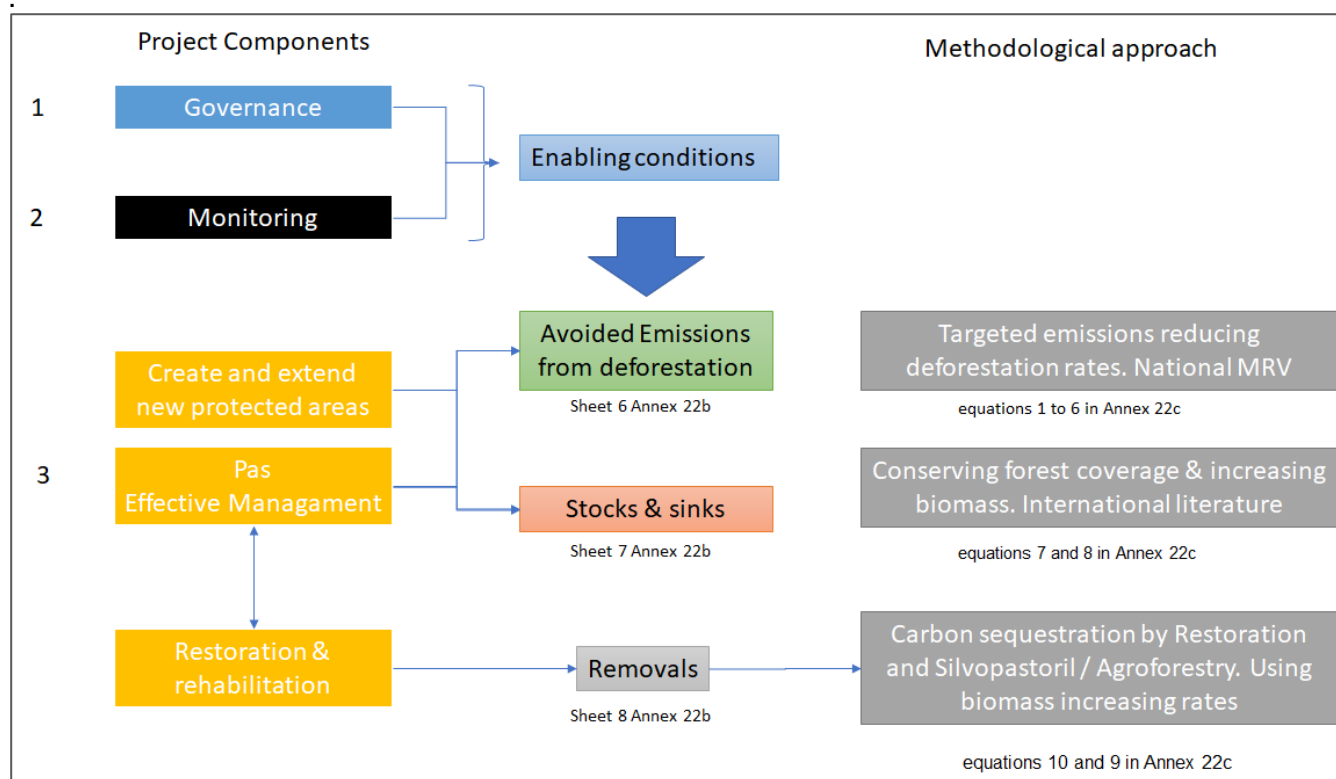 .
Project Components
Methodological approach
1
Governance
Enabling conditions
2
Monitoring
Create and extend
new protected areas
Avoided Emissions
from deforestation
Sheet 6 Annex 22b
Targeted emissions reducing
deforestation rates. National MRV
equations 1 to 6 in Annex 22c
3
Pas
Effective Managament
Stocks & sinks
Sheet 7 Annex 22b
Conserving forest coverage & increasing
biomass. International literature
equations 7 and 8 in Annex 22c
Restoration &
rehabilitation
Removals
Sheet 8 Annex 22b
Carbon sequestration by Restoration
and Silvopastoril / Agroforestry. Using
biomass increasing rates
equations 10 and 9 in Annex 22c